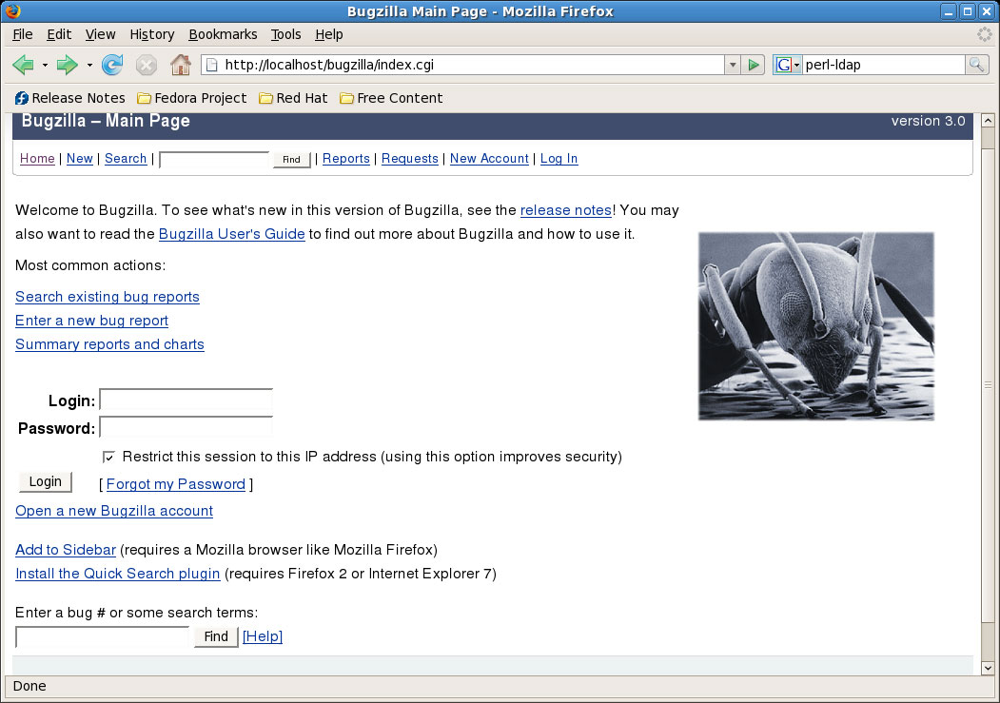 Bugzilla Main Page - Mozilla Firefox
File Edit View History Bookmarks Tools Help
http://localhost/bugzilla/index.cgi G perl-ldap
Release Notes Fedora Project Red Hat Free Content
Bugzilla – Main Page version 3.0
Home | New | Search | Find | Reports | Requests | New Account | Log In
Welcome to Bugzilla. To see what's new in this version of Bugzilla, see the release notes! You may
also want to read the Bugzilla User's Guide to find out more about Bugzilla and how to use it.
Most common actions:
Search existing bug reports
Enter a new bug report
Summary reports and charts
Login:
Password:
Restrict this session to this IP address (using this option improves security)
Login [ Forgot my Password ]
Open a new Bugzilla account
Add to Sidebar (requires a Mozilla browser like Mozilla Firefox)
Install the Quick Search plugin (requires Firefox 2 or Internet Explorer 7)
Enter a bug # or some search terms:
Find [Help]
Done